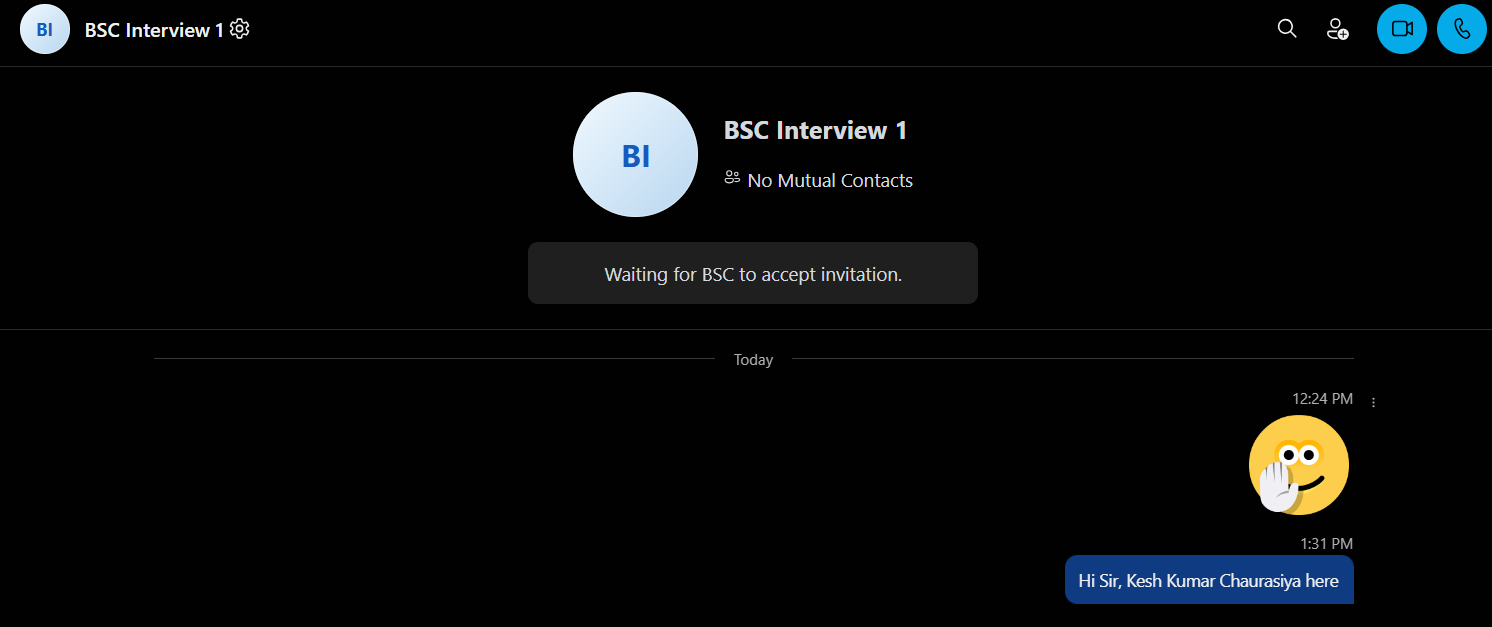 BI
BSC Interview 1
BI
BSC Interview 1
No Mutual Contacts
Waiting for BSC to accept invitation.
Today
12:24 PM
1:31 PM
Hi Sir, Kesh Kumar Chaurasiya here